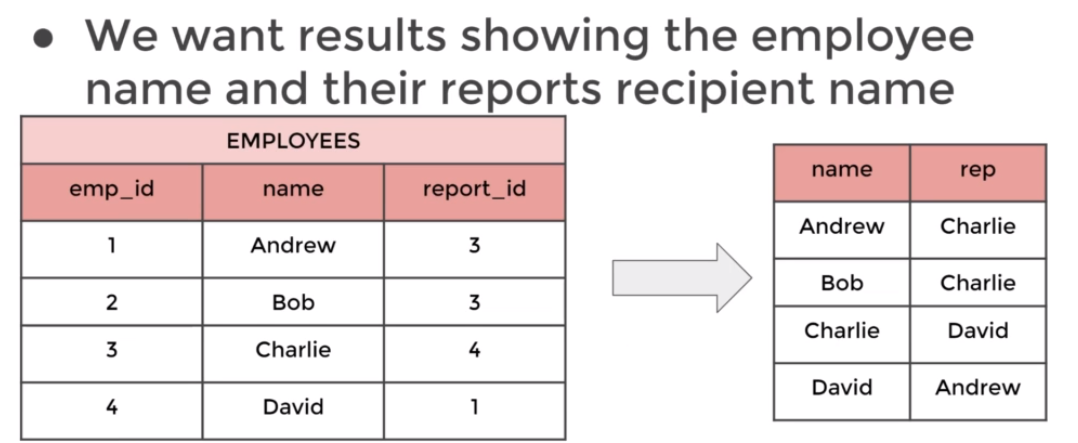 ● We want results showing the employee
name and their reports recipient name
EMPLOYEES
emp_id name report_id
1 Andrew 3
2 Bob 3
3 Charlie 4
4 David 1
name rep
Andrew Charlie
Bob Charlie
Charlie David
David Andrew